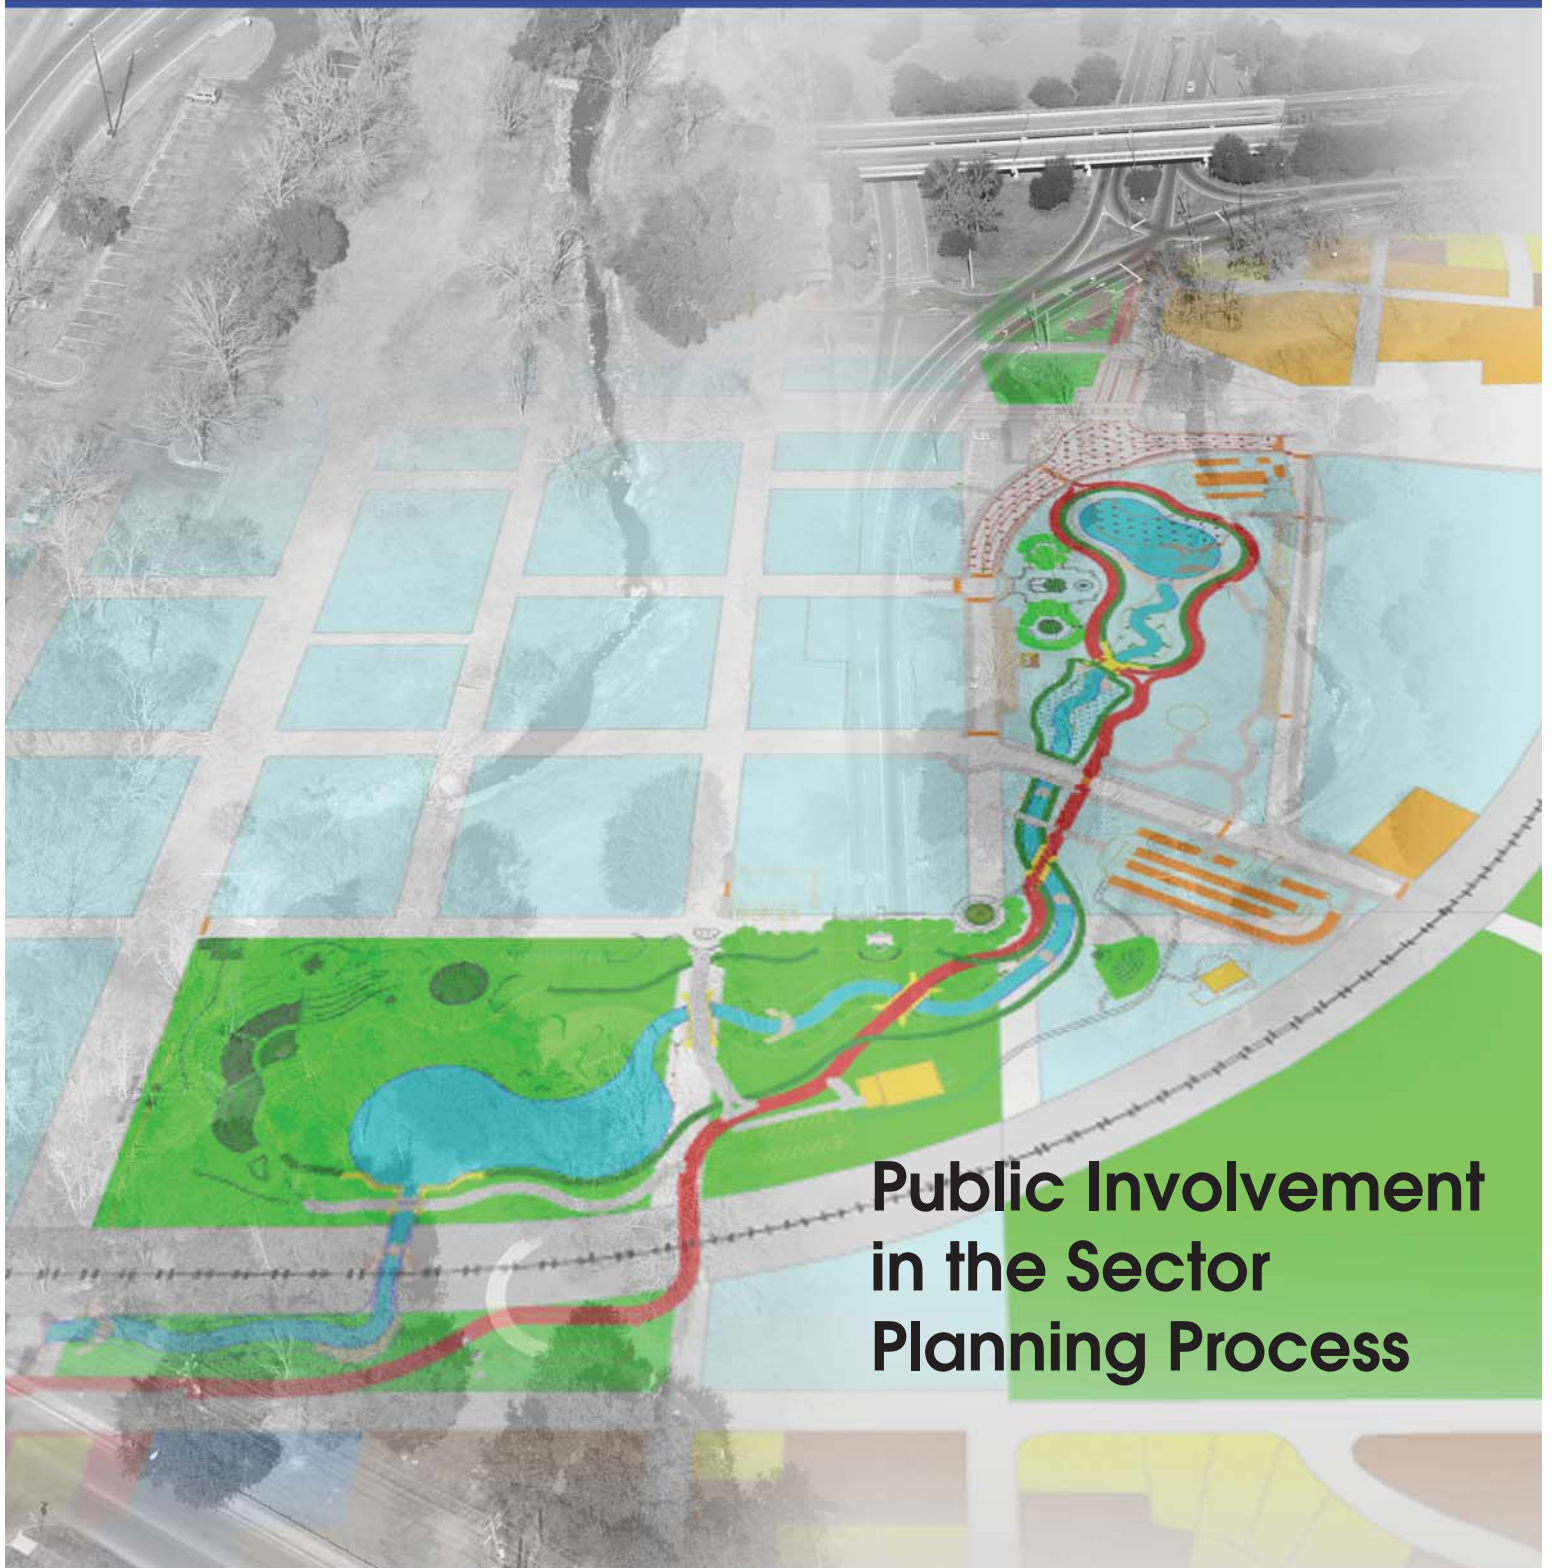 Public Involvement
in the Sector
Planning Process